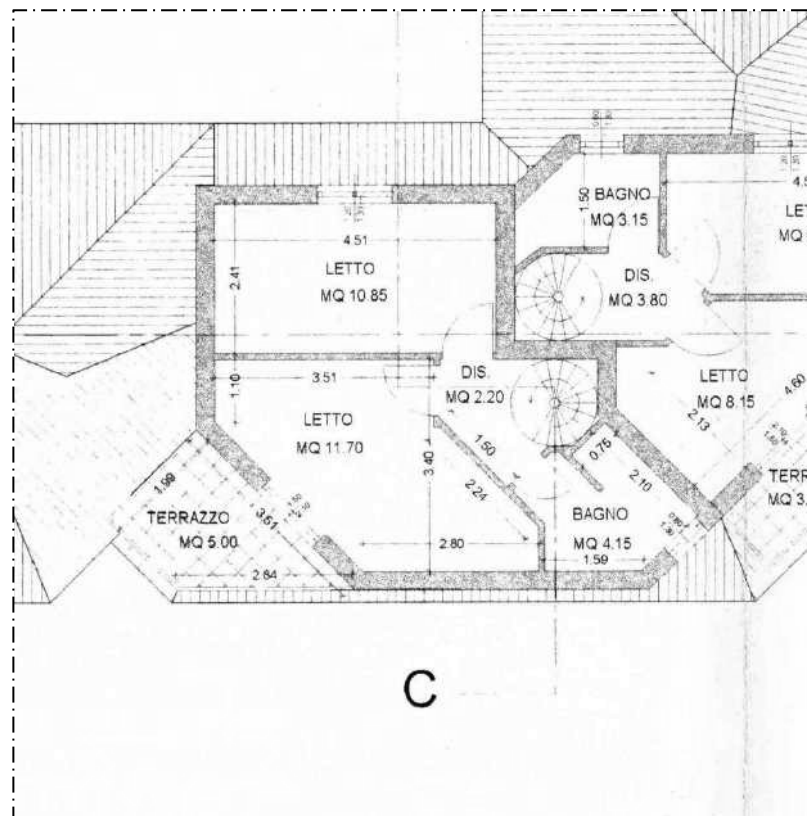 BAGNO
MQ 3.15
1.50
4.51
LETTO
MQ 10.85
2.41
DIS.
MQ 3.80
3.51
1.10
DIS.
MQ 2.20
LETTO
MQ 11.70
LETTO
MQ 8.15
4.60
2.13
1.50
0.75
3.40
2.24
2.10
1.99
3.51
TERRAZZO
MQ 5.00
BAGNO
MQ 4.15
2.80
1.59
2.64
C